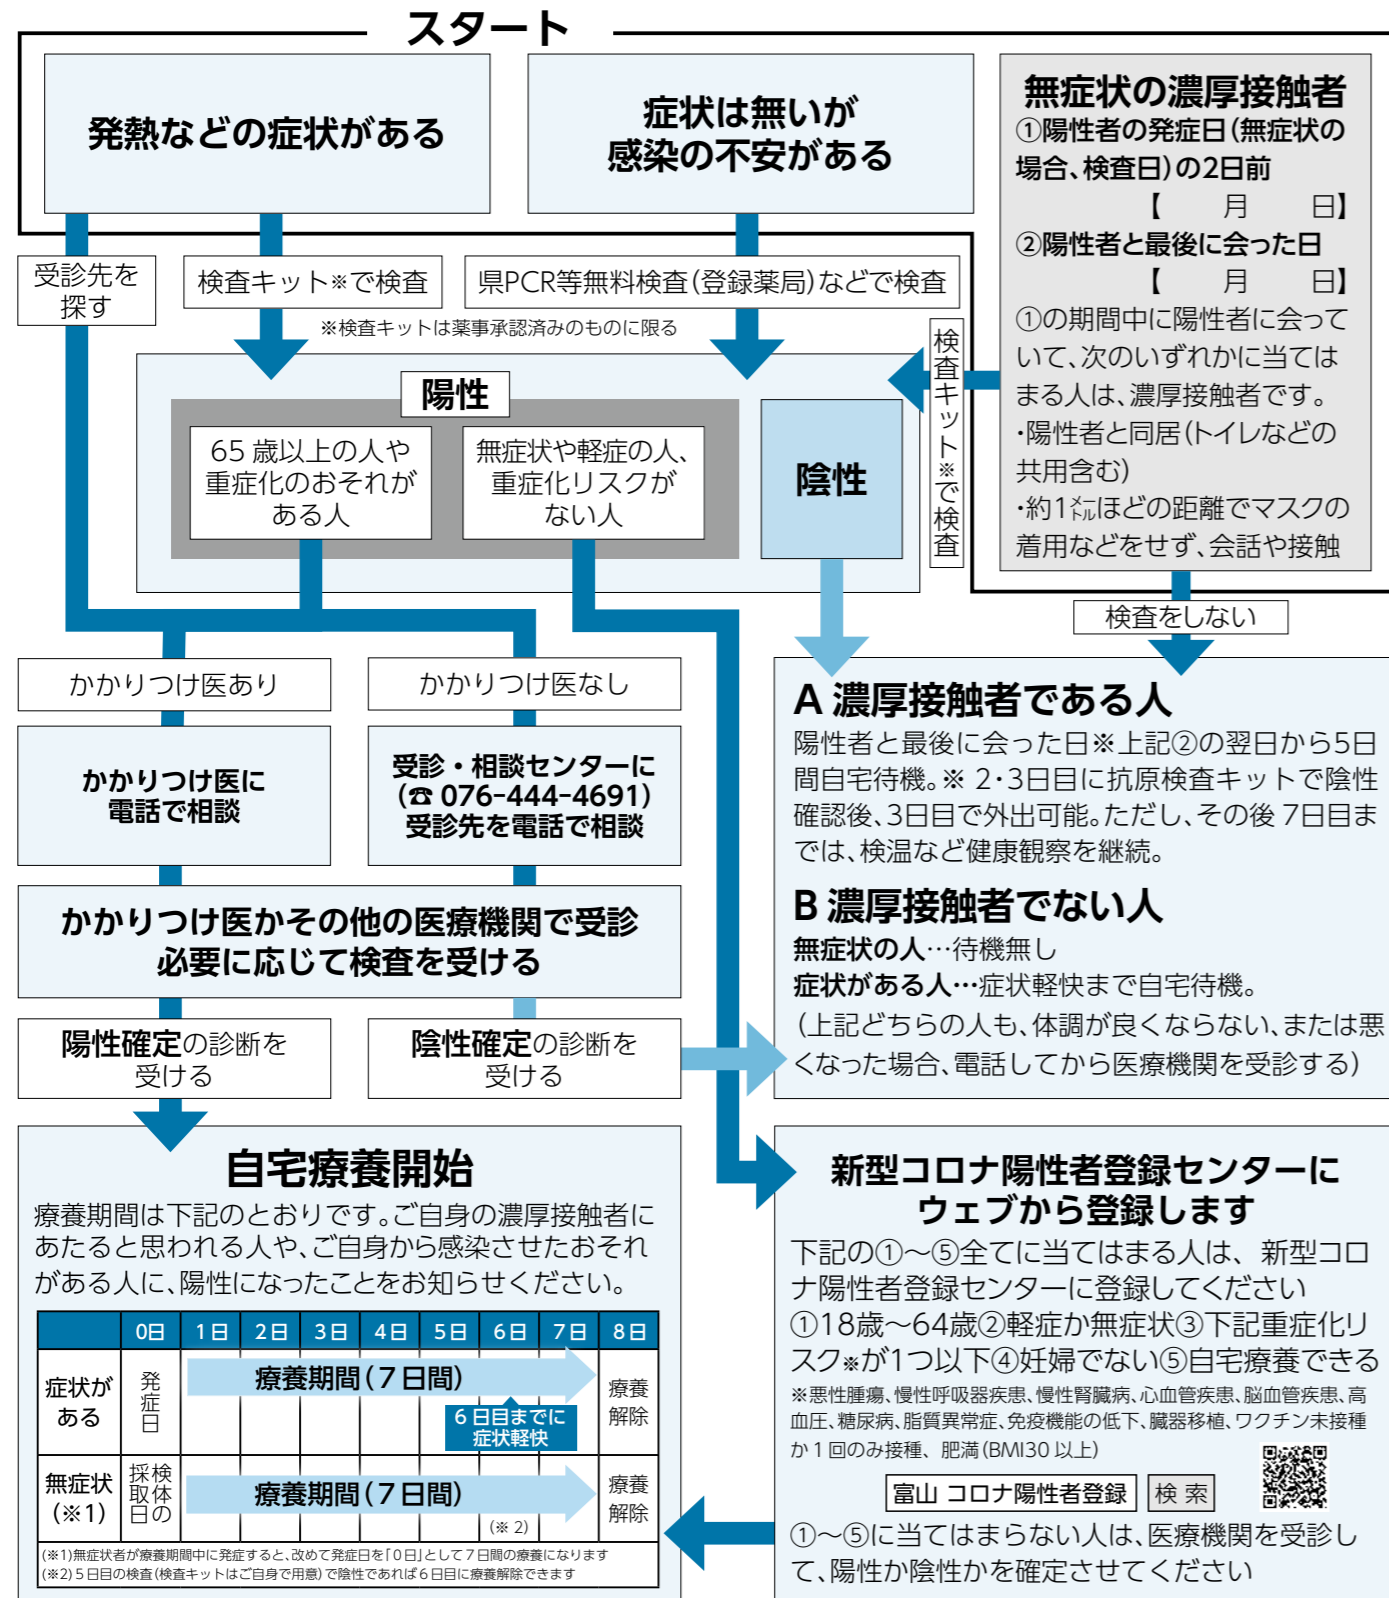 スタート
発熱などの症状がある
症状は無いが
感染の不安がある
無症状の濃厚接触者
①陽性者の発症日(無症状の
場合、検査日)の2日前
【　　月　　日】
②陽性者と最後に会った日
【　　月　　日】
①の期間中に陽性者に会って
いて、次のいずれかに当ては
まる人は、濃厚接触者です。
・陽性者と同居(トイレなどの
共用含む)
・約1㍍ほどの距離でマスクの
着用などをせず、会話や接触
受診先を
探す
検査キット※で検査
県PCR等無料検査(登録薬局)などで検査
※検査キットは薬事承認済みのものに限る
検査キット※で検査
陽性
65 歳以上の人や
重症化のおそれが
ある人
無症状や軽症の人、
重症化リスクが
ない人
陰性
検査をしない
かかりつけ医あり
かかりつけ医なし
かかりつけ医に
電話で相談
受診・相談センターに
(☎ 076-444-4691)
受診先を電話で相談
A 濃厚接触者である人
陽性者と最後に会った日※上記②の翌日から5日
間自宅待機。※ 2・3日目に抗原検査キットで陰性
確認後、3日目で外出可能。ただし、その後 7日目ま
では、検温など健康観察を継続。
B 濃厚接触者でない人
無症状の人…待機無し
症状がある人…症状軽快まで自宅待機。
(上記どちらの人も、体調が良くならない、または悪
くなった場合、電話してから医療機関を受診する)
かかりつけ医かその他の医療機関で受診
必要に応じて検査を受ける
陽性確定の診断を
受ける
陰性確定の診断を
受ける
自宅療養開始
療養期間は下記のとおりです。ご自身の濃厚接触者に
あたると思われる人や、ご自身から感染させたおそれ
がある人に、陽性になったことをお知らせください。
0日 1日 2日 3日 4日 5日 6日 7日 8日
症状が
ある
発症日
療養期間(7日間)
6 日目までに
症状軽快
療養
解除
無症状
(※1)
検体の
採取日
療養期間(7日間)
(※ 2)
療養
解除
(※1)無症状者が療養期間中に発症すると、改めて発症日を「0日」として7日間の療養になります
(※2)5日目の検査(検査キットはご自身で用意)で陰性であれば6日目に療養解除できます
新型コロナ陽性者登録センターに
ウェブから登録します
下記の①～⑤全てに当てはまる人は、新型コロ
ナ陽性者登録センターに登録してください
①18歳～64歳②軽症か無症状③下記重症化リ
スク※が1つ以下④妊婦でない⑤自宅療養できる
※悪性腫瘍、慢性呼吸器疾患、慢性腎臓病、心血管疾患、脳血管疾患、高
血圧、糖尿病、脂質異常症、免疫機能の低下、臓器移植、ワクチン未接種
か1回のみ接種、肥満(BMI30 以上)
富山 コロナ陽性者登録 検 索
①～⑤に当てはまらない人は、医療機関を受診し
て、陽性か陰性かを確定させてください